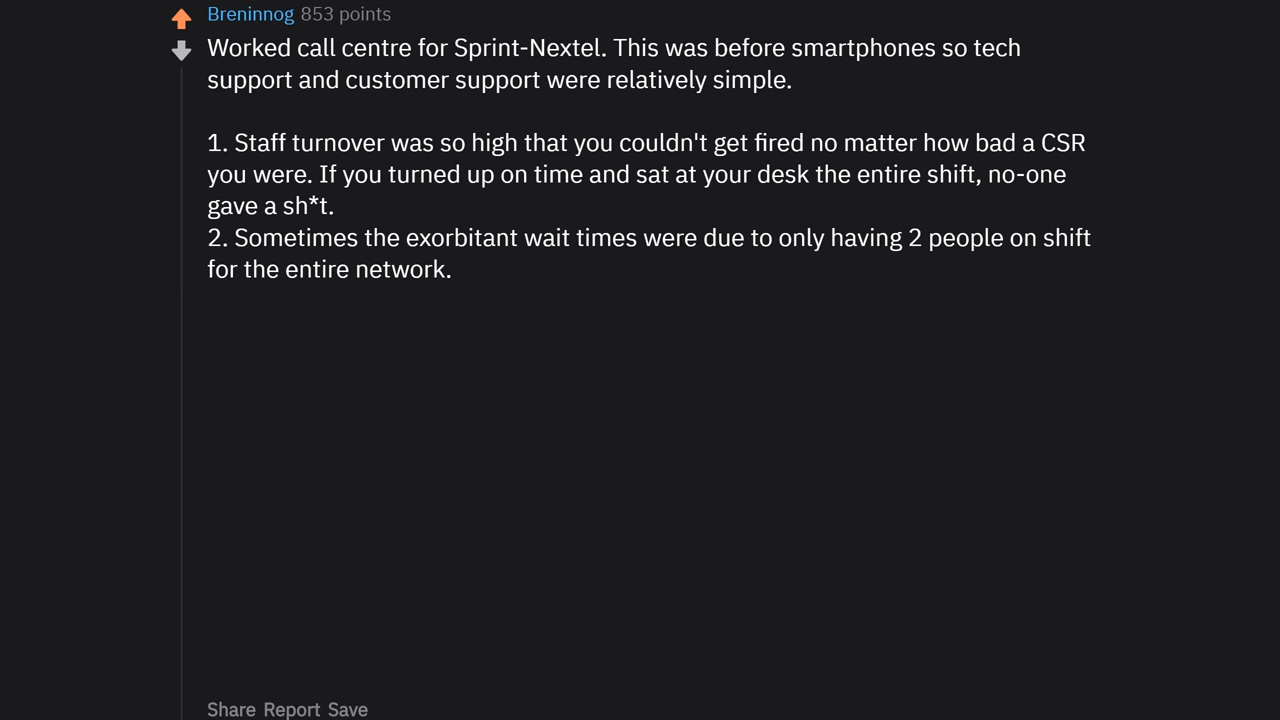 Breninnog 853 points
Worked call centre for Sprint-Nextel. This was before smartphones so tech
support and customer support were relatively simple.
1. Staff turnover was so high that you couldn't get fired no matter how bad a CSR
you were. If you turned up on time and sat at your desk the entire shift, no-one
gave a sh*t.
2. Sometimes the exorbitant wait times were due to only having 2 people on shift
for the entire network.
Share Report Save